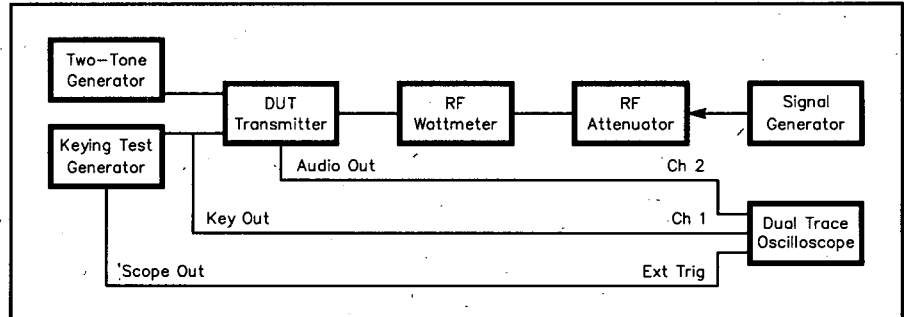 Two-Tone
Generator
DUT
Transmitter
RF
Wattmeter
RF
Attenuator
Signal
Generator
Keying Test
Generator
Audio Out
Ch 2
Key Out
Ch 1
Dual Trace
Oscilloscope
'Scope Out
Ext Trig